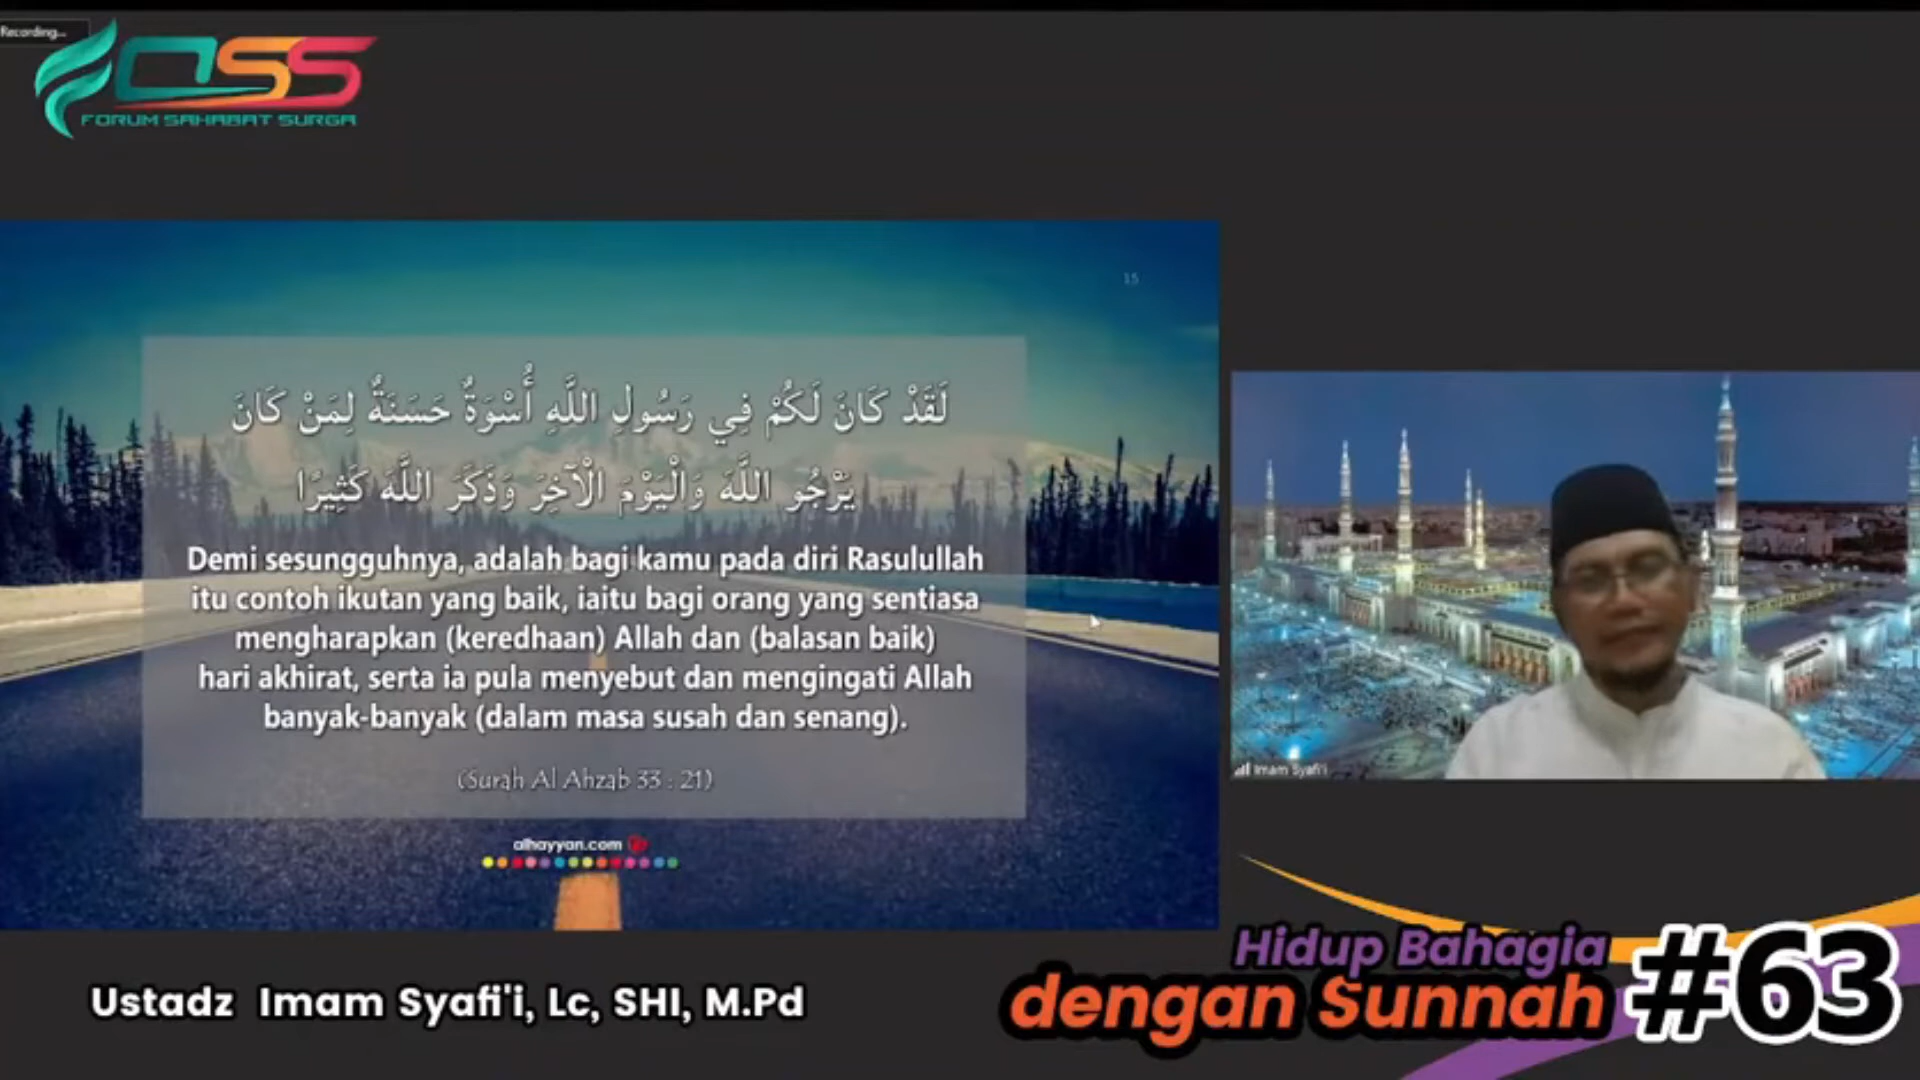 Recording...
FOSS
FORUM SAHABAT SURGA
15
لَقَدْ كَانَ لَكُمْ فِي رَسُولِ اللَّهِ أُسْوَةٌ حَسَنَةٌ لِمَنْ كَانَ
يَرْجُو اللَّهَ وَالْيَوْمَ الْآخِرَ وَذَكَرَ اللَّهَ كَثِيرًا
Demi sesungguhnya, adalah bagi kamu pada diri Rasulullah
itu contoh ikutan yang baik, iaitu bagi orang yang sentiasa
mengharapkan (keredhaan) Allah dan (balasan baik)
hari akhirat, serta ia pula menyebut dan mengingati Allah
banyak-banyak (dalam masa susah dan senang).
(Surah Al Ahzab 33 : 21)
alhayyan.com
Imam Syafi'i
Ustadz Imam Syafi'i, Lc, SHI, M.Pd
Hidup Bahagia
dengan Sunnah
#63